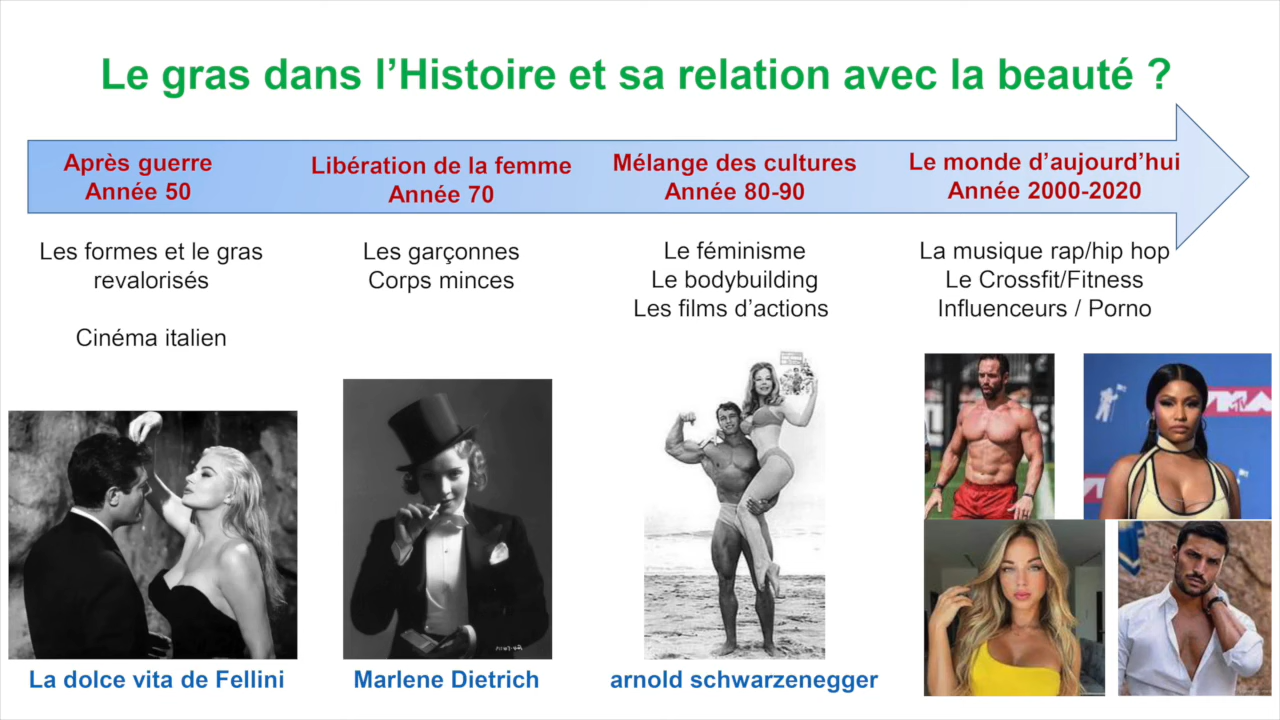 Le gras dans l’Histoire et sa relation avec la beauté ?
Après guerre
Année 50
Libération de la femme
Année 70
Mélange des cultures
Année 80-90
Le monde d’aujourd’hui
Année 2000-2020
Les formes et le gras
revalorisés
Cinéma italien
Les garçonnes
Corps minces
Le féminisme
Le bodybuilding
Les films d’actions
La musique rap/hip hop
Le Crossfit/Fitness
Influenceurs / Porno
MTV
La dolce vita de Fellini
Marlene Dietrich
arnold schwarzenegger